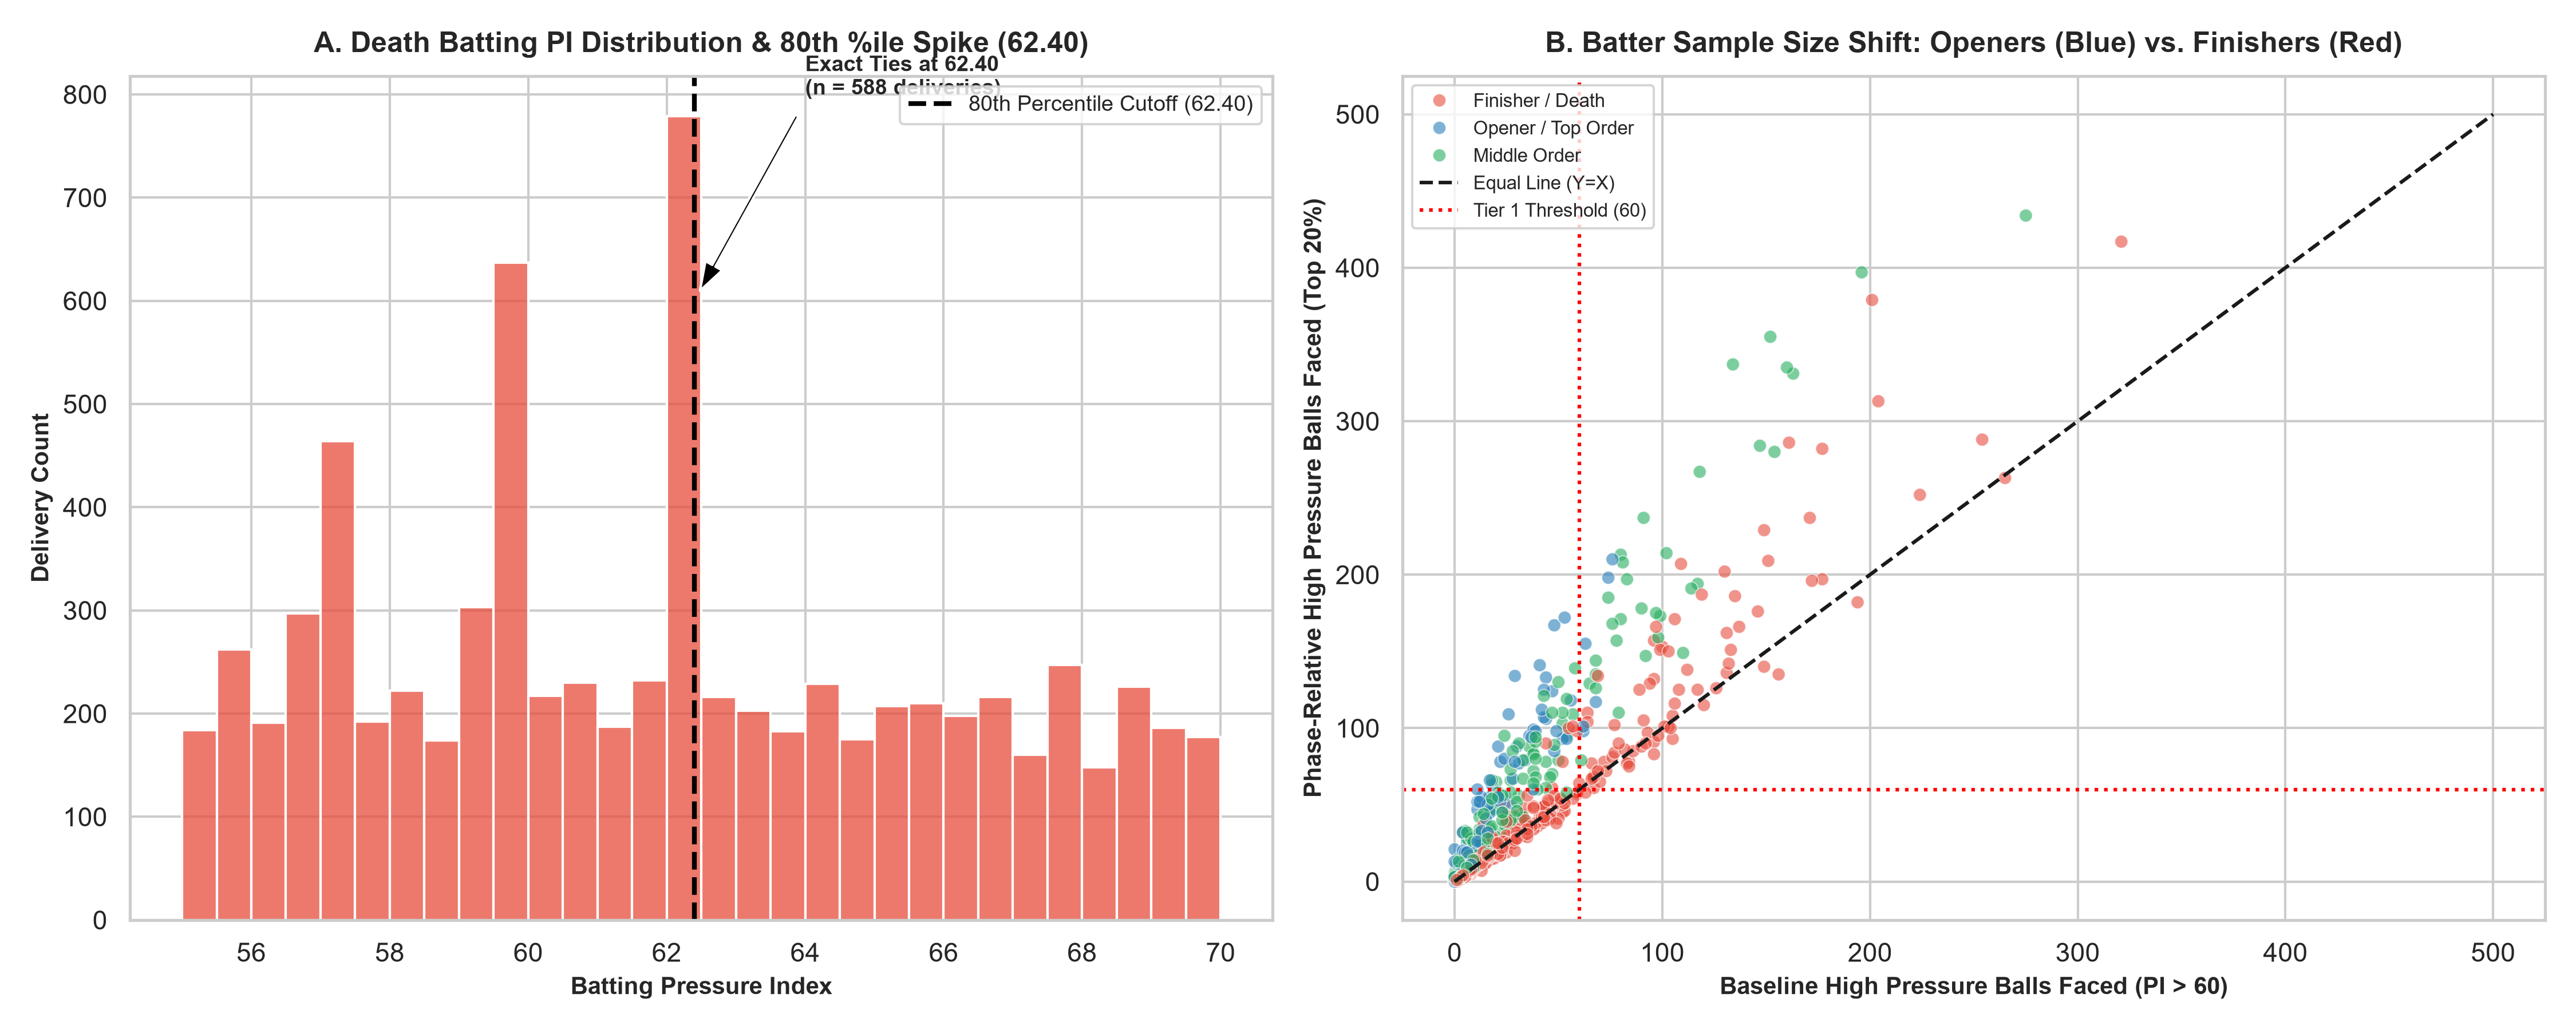 A. Death Batting PI Distribution & 80th %ile Spike (62.40)
Exact Ties at 62.40
(n = 588 deliveries)
80th Percentile Cutoff (62.40)
800
700
600
500
400
300
200
100
0
Delivery Count
56
58
60
62
64
66
68
70
Batting Pressure Index
B. Batter Sample Size Shift: Openers (Blue) vs. Finishers (Red)
Finisher / Death
Opener / Top Order
Middle Order
Equal Line (Y=X)
Tier 1 Threshold (60)
500
400
300
200
100
0
Phase-Relative High Pressure Balls Faced (Top 20%)
0
100
200
300
400
500
Baseline High Pressure Balls Faced (PI > 60)